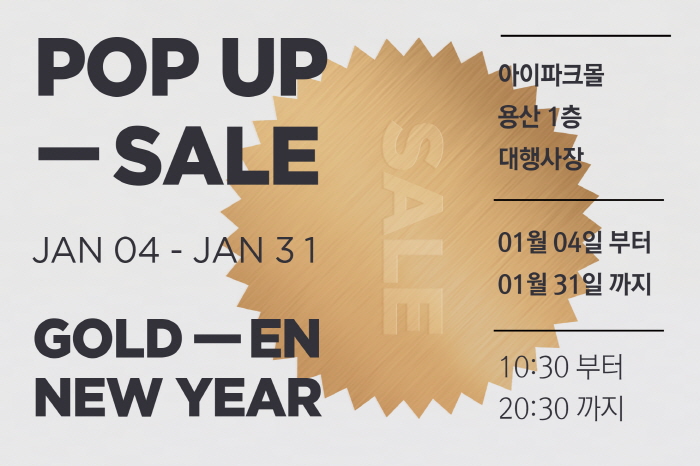 POP UP
— SALE
JAN 04 - JAN 31
GOLD — EN
NEW YEAR
SALE
아이파크몰
용산 1층
대행사장
01월 04일 부터
01월 31일 까지
10:30 부터
20:30 까지